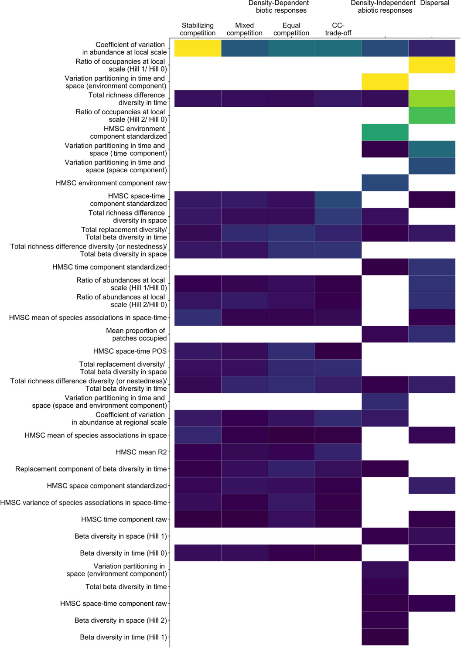 Density-Dependent
biotic responses
Density-Independent
abiotic responses
Dispersal
Stabilizing
competition
Mixed
competition
Equal
competition
CC-
trade-off
Coefficient of variation
in abundance at local scale
Ratio of occupancies at local
scale (Hill 1/ Hill 0)
Variation partitioning in time and
space (environment component)
Total richness difference
diversity in time
Ratio of occupancies at local
scale (Hill 2/ Hill 0)
HMSC environment
component standardized
Variation partitioning in time and
space (time component)
Variation partitioning in time and
space (space component)
HMSC environment component raw
HMSC space-time
component standardized
Total richness difference
diversity in space
Total replacement diversity/
Total beta diversity in time
Total richness difference diversity (or nestedness)/
Total beta diversity in space
HMSC time component standardized
Ratio of abundances at local
scale (Hill 1/Hill 0)
Ratio of abundances at local
scale (Hill 2/Hill 0)
HMSC mean of species associations in space-time
Mean proportion of
patches occupied
HMSC space-time POS
Total replacement diversity/
Total beta diversity in space
Total richness difference diversity (or nestedness)/
Total beta diversity in time
Variation partitioning in time and
space (space and environment component)
Coefficient of variation
in abundance at regional scale
HMSC mean of species associations in space
HMSC mean R2
Replacement component of beta diversity in time
HMSC space component standardized
HMSC variance of species associations in space-time
HMSC time component raw
Beta diversity in space (Hill 1)
Beta diversity in time (Hill 0)
Variation partitioning in
space (environment component)
Total beta diversity in time
HMSC space-time component raw
Beta diversity in space (Hill 2)
Beta diversity in time (Hill 1)